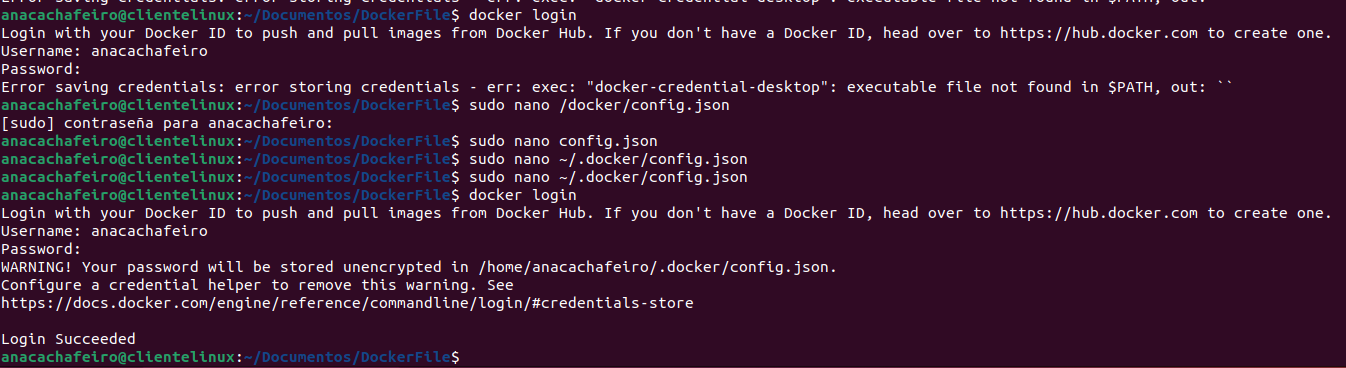 Error saving credentials: error storing credentials - err: exec: "docker-credential-desktop": executable file not found in $PATH, out: ``
anacachafeiro@clientelinux:~/Documentos/DockerFile$ docker login
Login with your Docker ID to push and pull images from Docker Hub. If you don't have a Docker ID, head over to https://hub.docker.com to create one.
Username: anacachafeiro
Password:
Error saving credentials: error storing credentials - err: exec: "docker-credential-desktop": executable file not found in $PATH, out: ``
anacachafeiro@clientelinux:~/Documentos/DockerFile$ sudo nano /docker/config.json
[sudo] contraseña para anacachafeiro:
anacachafeiro@clientelinux:~/Documentos/DockerFile$ sudo nano config.json
anacachafeiro@clientelinux:~/Documentos/DockerFile$ sudo nano ~/.docker/config.json
anacachafeiro@clientelinux:~/Documentos/DockerFile$ sudo nano ~/.docker/config.json
anacachafeiro@clientelinux:~/Documentos/DockerFile$ docker login
Login with your Docker ID to push and pull images from Docker Hub. If you don't have a Docker ID, head over to https://hub.docker.com to create one.
Username: anacachafeiro
Password:
WARNING! Your password will be stored unencrypted in /home/anacachafeiro/.docker/config.json.
Configure a credential helper to remove this warning. See
https://docs.docker.com/engine/reference/commandline/login/#credentials-store
Login Succeeded
anacachafeiro@clientelinux:~/Documentos/DockerFile$